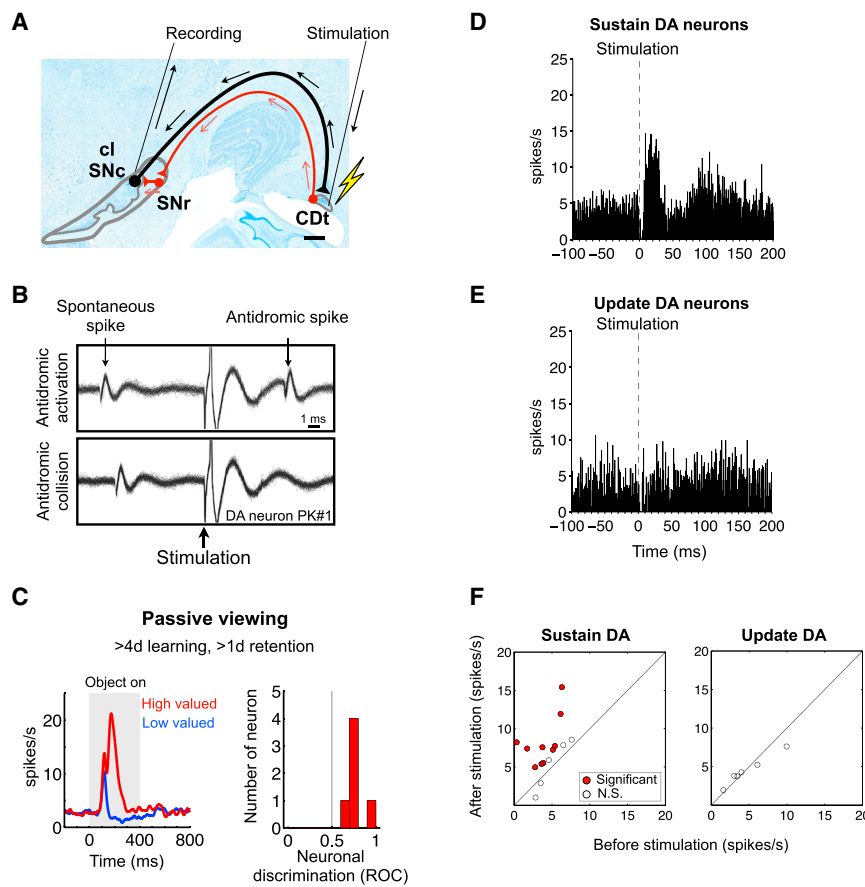 A
Recording
Stimulation
cl
SNc
SNr
CDt
B
Spontaneous
spike
Antidromic spike
Antidromic
activation
1 ms
Antidromic
collision
DA neuron PK#1
Stimulation
C
Passive viewing
>4d learning, >1d retention
Object on
High valued
Low valued
spikes/s
20
10
0
-400
0
400
800
Time (ms)
Number of neuron
5
4
3
2
1
0
0
0.5
1
Neuronal
discrimination (ROC)
D
Sustain DA neurons
Stimulation
spikes/s
25
20
15
10
5
0
−100
−50
0
50
100
150
200
E
Update DA neurons
Stimulation
spikes/s
25
20
15
10
5
0
−100
−50
0
50
100
150
200
Time (ms)
F
Sustain DA
Update DA
After stimulation (spikes/s)
20
15
10
5
0
5
10
15
20
Significant
N.S.
20
15
10
5
0
5
10
15
20
Before stimulation (spikes/s)